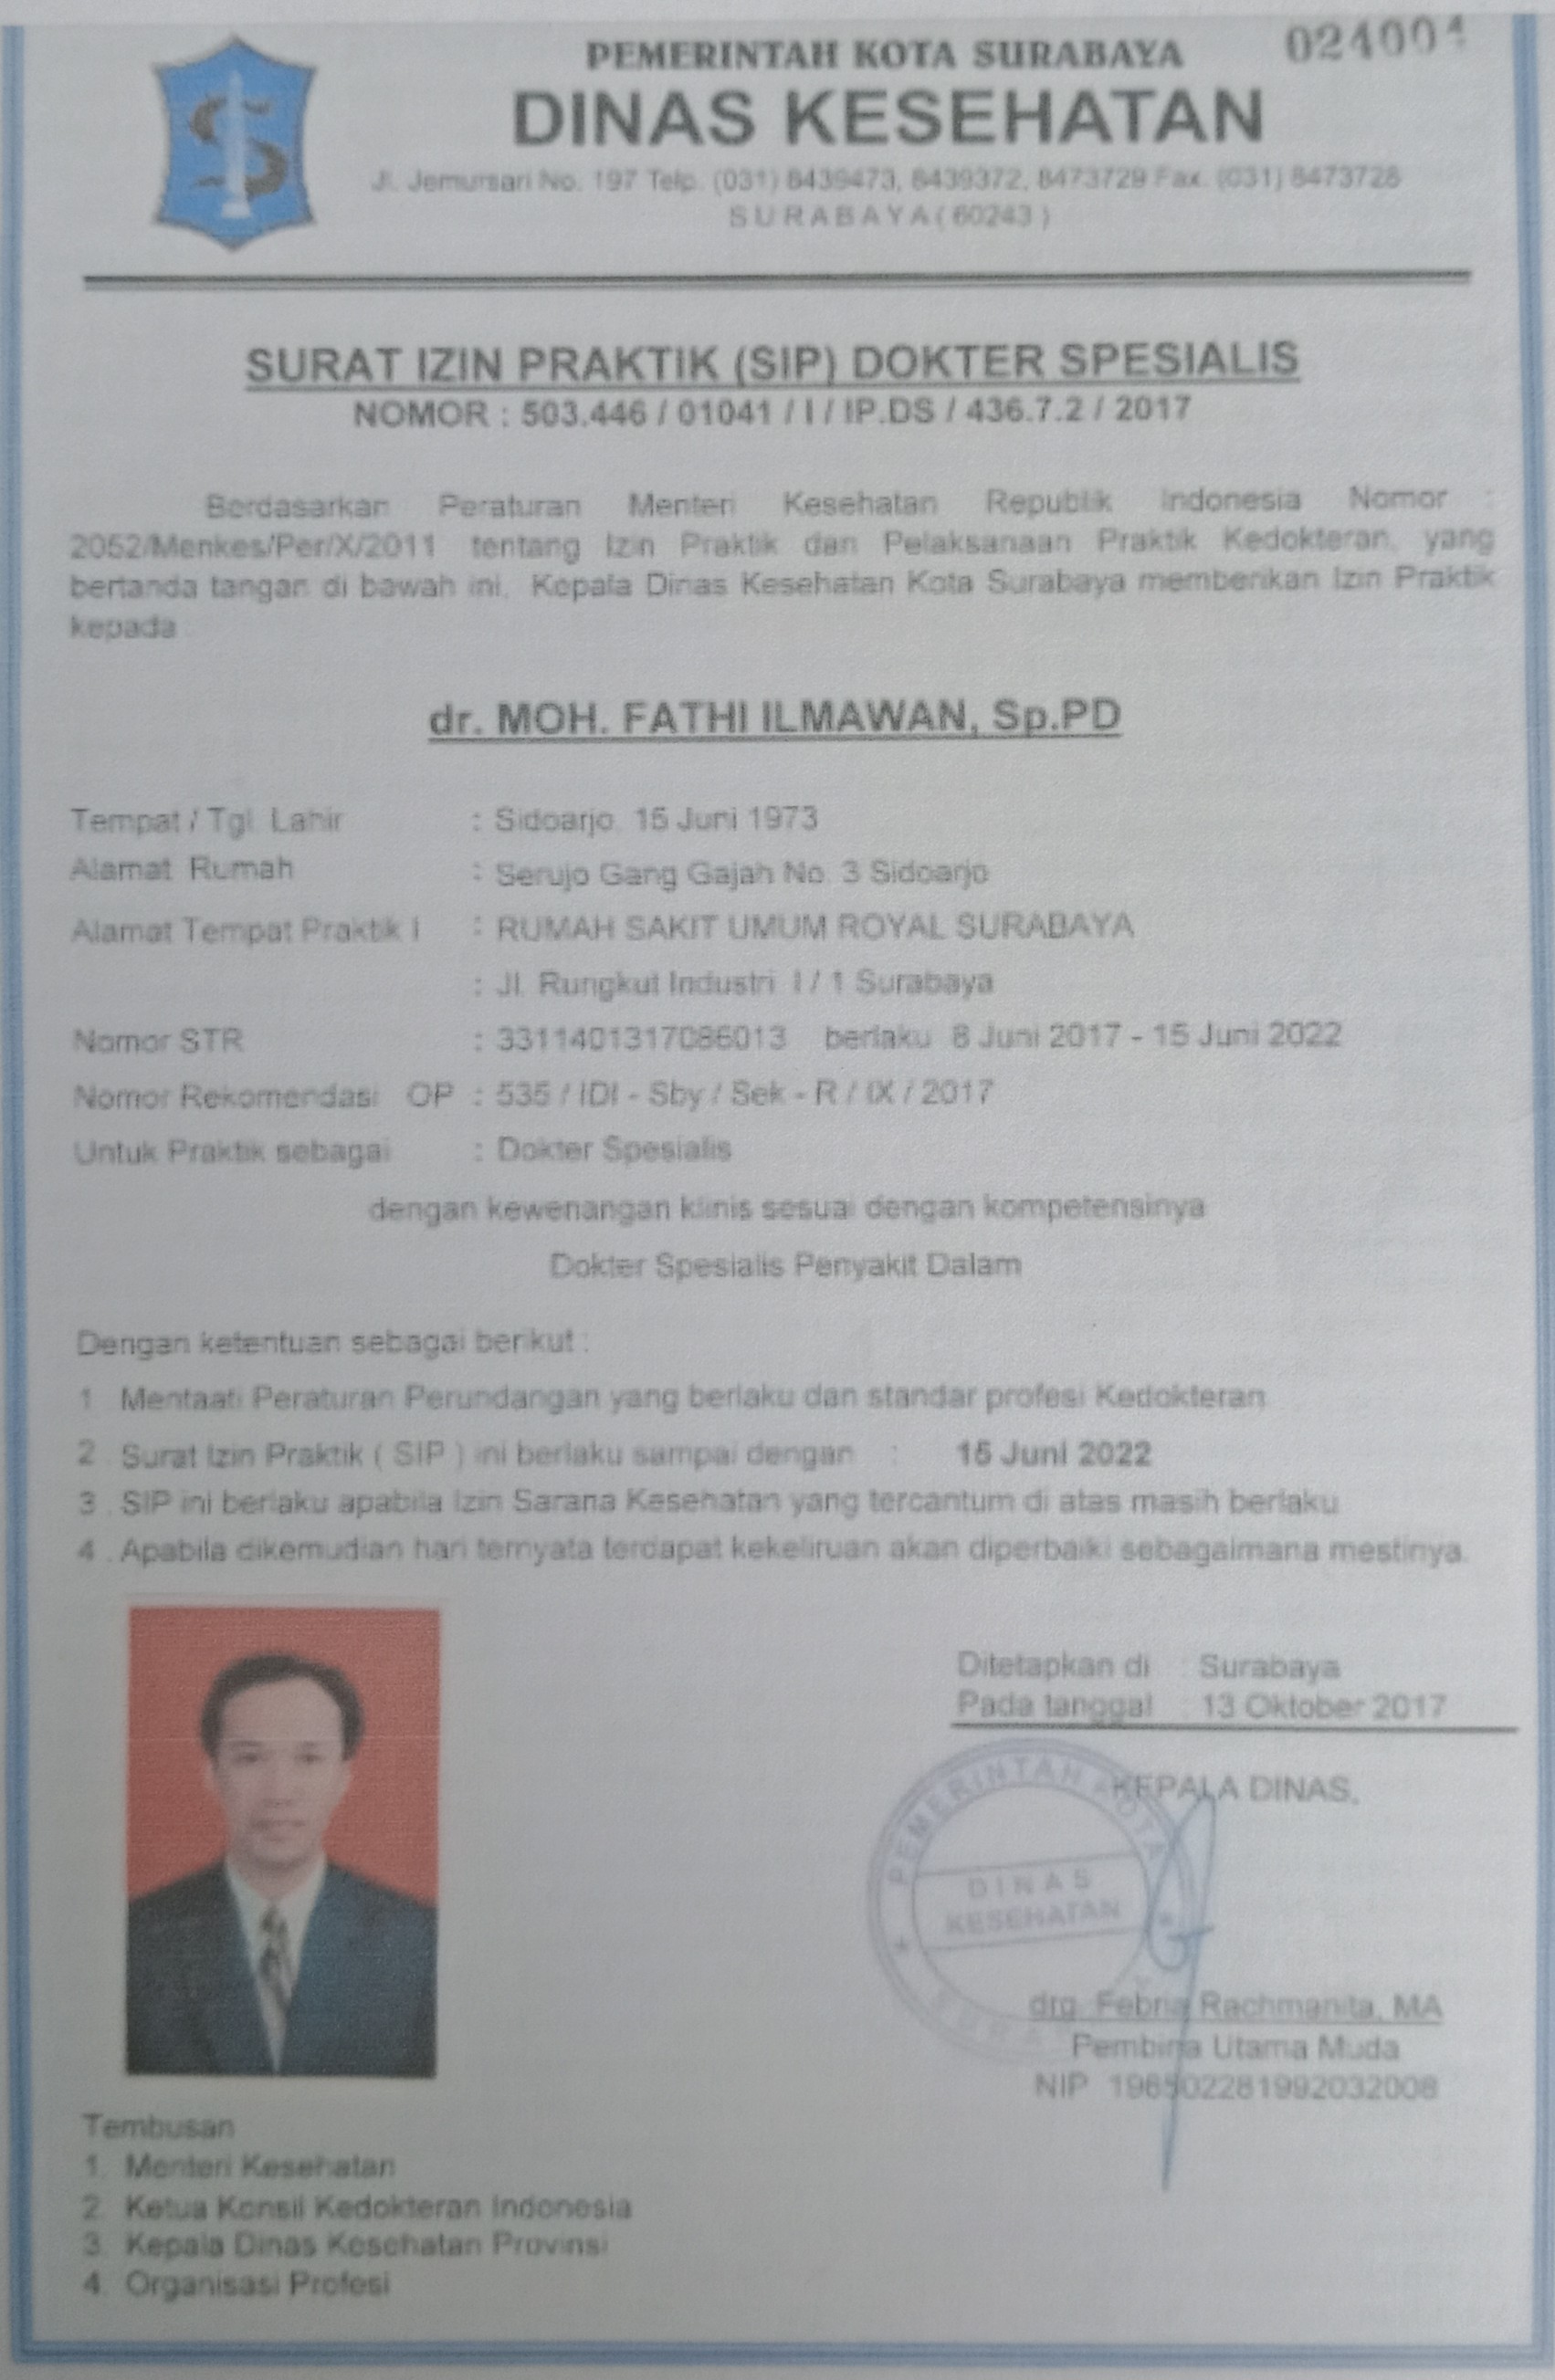 PEMERINTAH KOTA SURABAYA
024004
DINAS KESEHATAN
Jl. Jemursari No. 197 Telp. (031) 8439473, 8439372, 8473729 Fax. (031) 8473728
SURABAYA ( 60243 )
SURAT IZIN PRAKTIK (SIP) DOKTER SPESIALIS
NOMOR : 503.446 / 01041 / I / IP.DS / 436.7.2 / 2017
Berdasarkan Peraturan Menteri Kesehatan Republik Indonesia Nomor :
2052/Menkes/Per/X/2011 tentang Izin Praktik dan Pelaksanaan Praktik Kedokteran, yang
bertanda tangan di bawah ini, Kepala Dinas Kesehatan Kota Surabaya memberikan Izin Praktik
kepada
dr. MOH. FATHI ILMAWAN, Sp.PD
Tempat / Tgl. Lahir : Sidoarjo, 15 Juni 1973
Alamat Rumah : Serujo Gang Gajah No. 3 Sidoarjo
Alamat Tempat Praktik I : RUMAH SAKIT UMUM ROYAL SURABAYA
: Jl. Rungkut Industri I / 1 Surabaya
Nomor STR : 3311401317086013 berlaku 8 Juni 2017 - 15 Juni 2022
Nomor Rekomendasi OP : 535 / IDI - Sby / Sek - R / IX / 2017
Untuk Praktik sebagai : Dokter Spesialis
dengan kewenangan klinis sesuai dengan kompetensinya
Dokter Spesialis Penyakit Dalam
Dengan ketentuan sebagai berikut :
1 Mentaati Peraturan Perundangan yang berlaku dan standar profesi Kedokteran
2 Surat Izin Praktik ( SIP ) ini berlaku sampai dengan : 15 Juni 2022
3 . SIP ini berlaku apabila Izin Sarana Kesehatan yang tercantum di atas masih berlaku
4 . Apabila dikemudian hari ternyata terdapat kekeliruan akan diperbaiki sebagaimana mestinya.
Ditetapkan di : Surabaya
Pada tanggal : 13 Oktober 2017
KEPALA DINAS,
PEMERINTAH KOTA
DINAS
KESEHATAN
drg. Febria Rachmanita, MA
Pembina Utama Muda
NIP 196502281992032008
Tembusan
1. Menteri Kesehatan
2. Ketua Konsil Kedokteran Indonesia
3. Kepala Dinas Kesehatan Provinsi
4. Organisasi Profesi